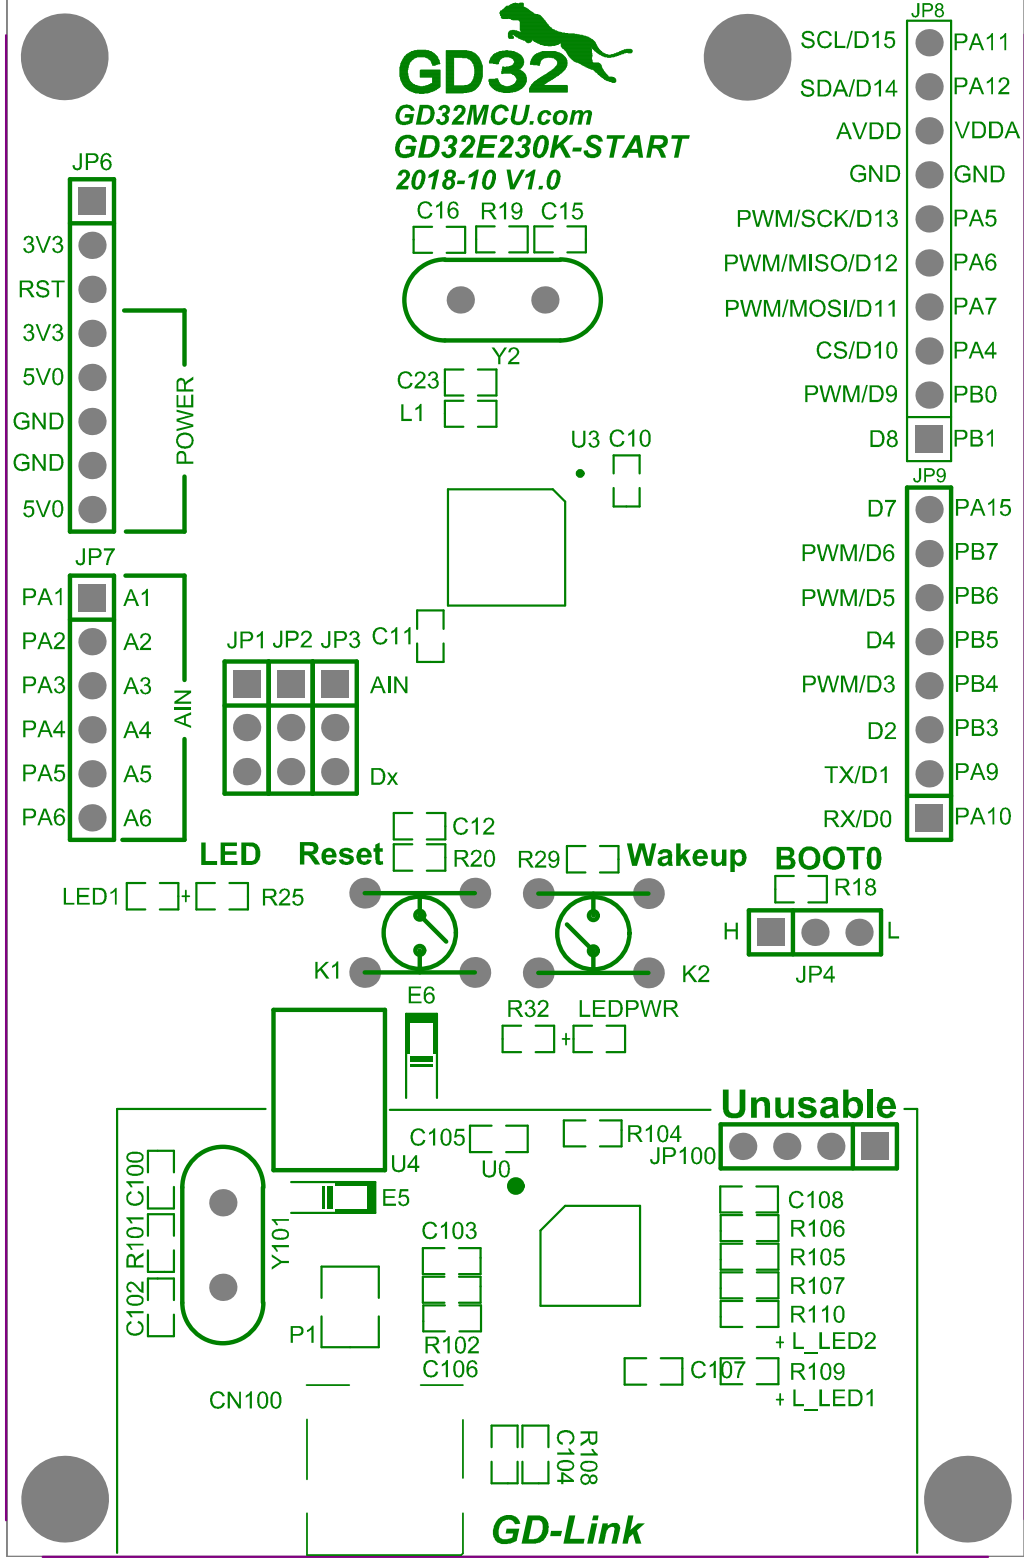 GD32
GD32MCU.com
GD32E230K-START
2018-10 V1.0
C16 R19 C15
Y2
C23
L1
U3 C10
C11
JP6
3V3
RST
3V3
5V0
GND
GND
5V0
POWER
JP7
PA1 A1
PA2 A2
PA3 A3
PA4 A4
PA5 A5
PA6 A6
AIN
JP1 JP2 JP3
AIN
Dx
JP8
SCL/D15 PA11
SDA/D14 PA12
AVDD VDDA
GND GND
PWM/SCK/D13 PA5
PWM/MISO/D12 PA6
PWM/MOSI/D11 PA7
CS/D10 PA4
PWM/D9 PB0
D8 PB1
JP9
D7 PA15
PWM/D6 PB7
PWM/D5 PB6
D4 PB5
PWM/D3 PB4
D2 PB3
TX/D1 PA9
RX/D0 PA10
C12
LED Reset R20 R29 Wakeup BOOT0
LED1 + R25 R18
H L
K1 K2 JP4
E6
R32 + LEDPWR
Unusable
C105 R104
JP100
U4 U0
E5
C100
R101
C102
Y101
C103
P1
R102
C106
CN100
C108
R106
R105
R107
R110
+ L_LED2
C107 R109
+ L_LED1
R108
C104
GD-Link